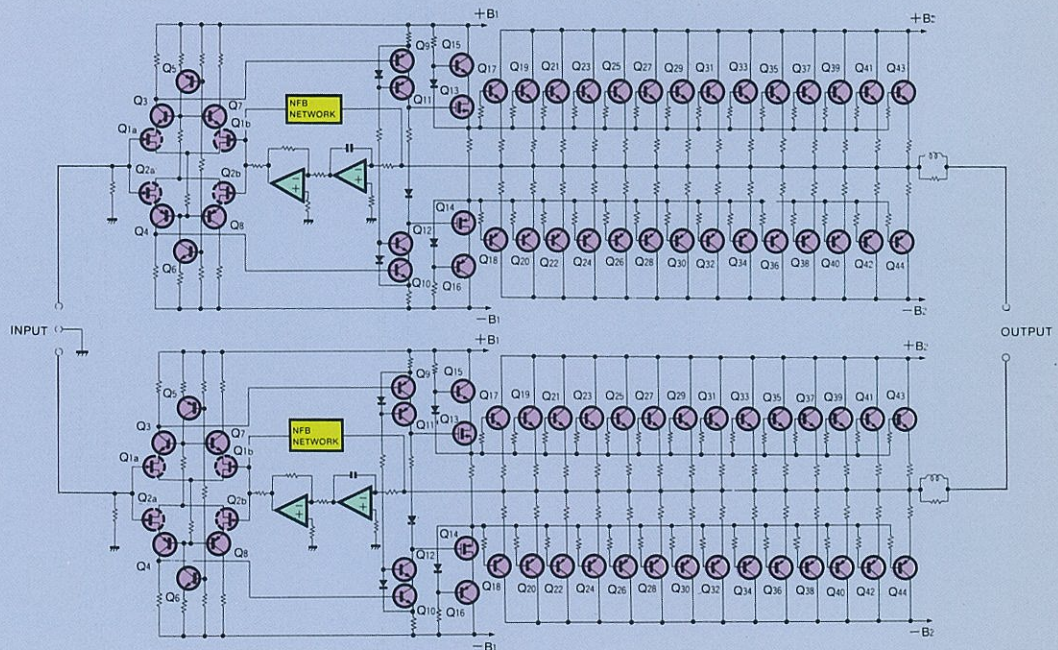 +B1 +B2
Q9 Q15
Q5 Q17 Q19 Q21 Q23 Q25 Q27 Q29 Q31 Q33 Q35 Q37 Q39 Q41 Q43
Q3 Q7 Q11 Q13
NFB
NETWORK
Q1a Q1b
Q2a Q2b
Q14
Q4 Q8 Q12
Q6 Q10 Q16 Q18 Q20 Q22 Q24 Q26 Q28 Q30 Q32 Q34 Q36 Q38 Q40 Q42 Q44
−B1 −B2
INPUT OUTPUT
+B1 +B2
Q9 Q15
Q5 Q17 Q19 Q21 Q23 Q25 Q27 Q29 Q31 Q33 Q35 Q37 Q39 Q41 Q43
Q3 Q7 Q11 Q13
NFB
NETWORK
Q1a Q1b
Q2a Q2b
Q14
Q4 Q8 Q12
Q6 Q10 Q16 Q18 Q20 Q22 Q24 Q26 Q28 Q30 Q32 Q34 Q36 Q38 Q40 Q42 Q44
−B1 −B2